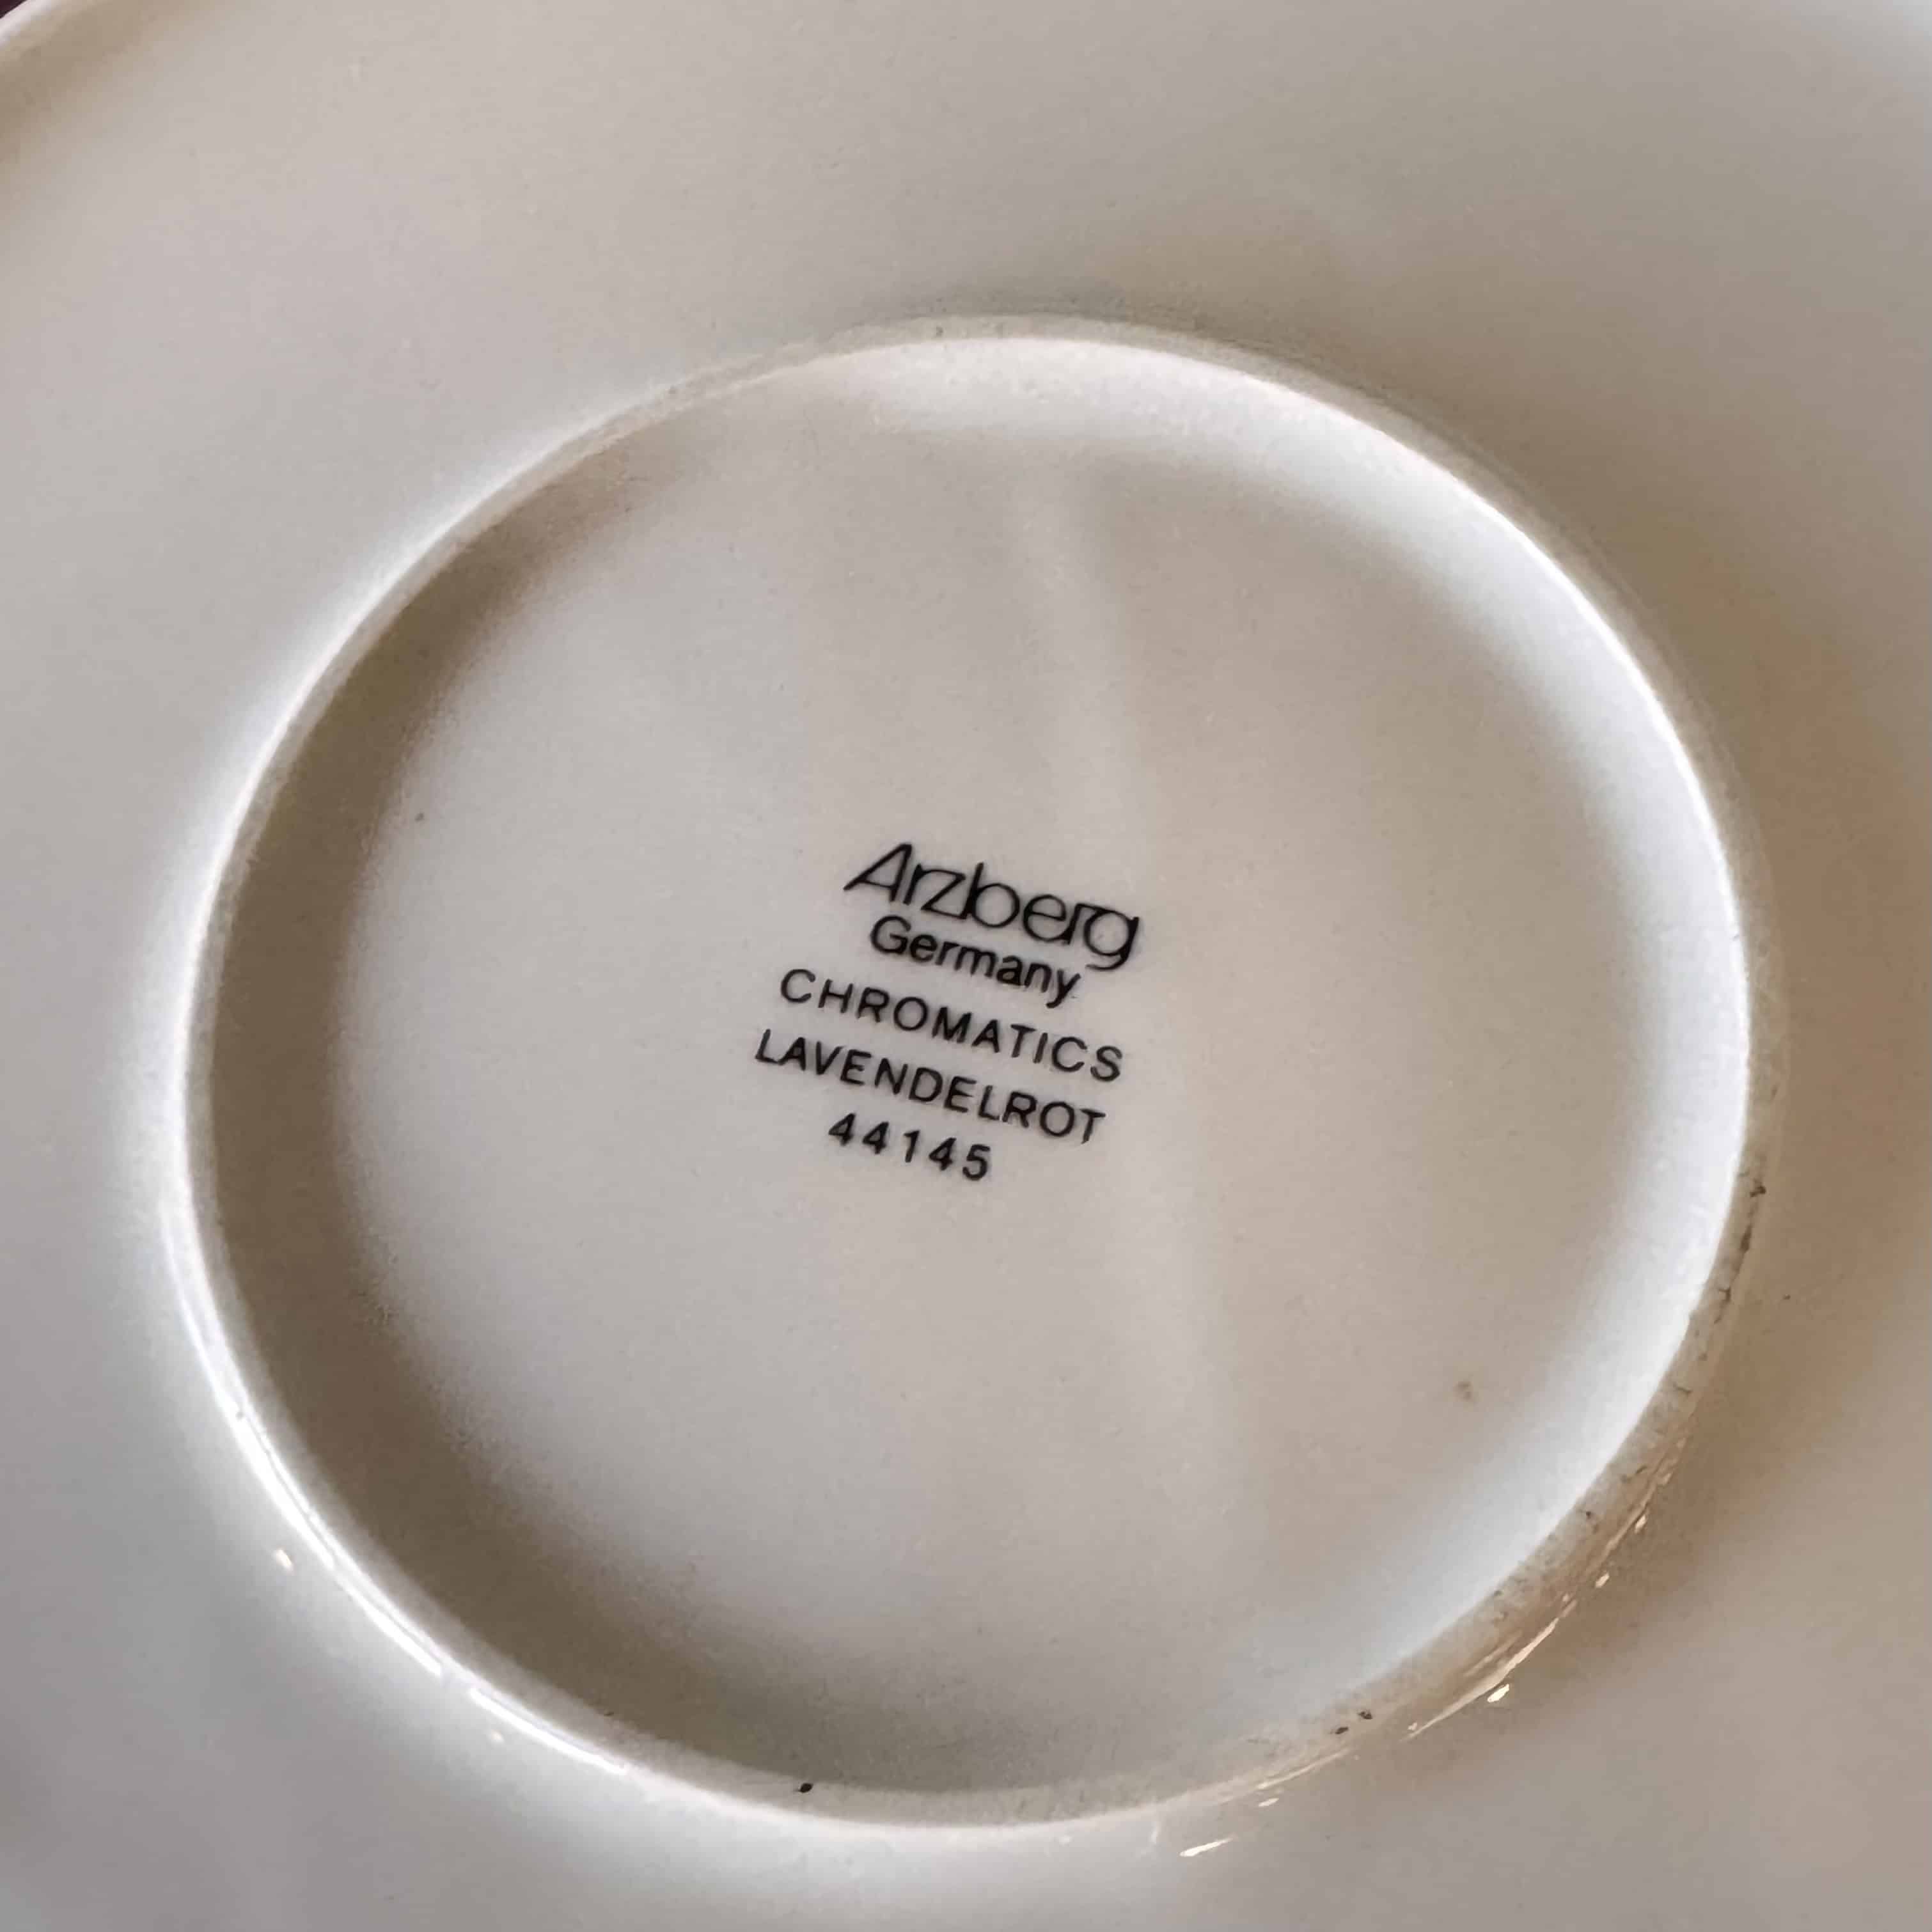 Arzberg
Germany
CHROMATICS
LAVENDELROT
44145